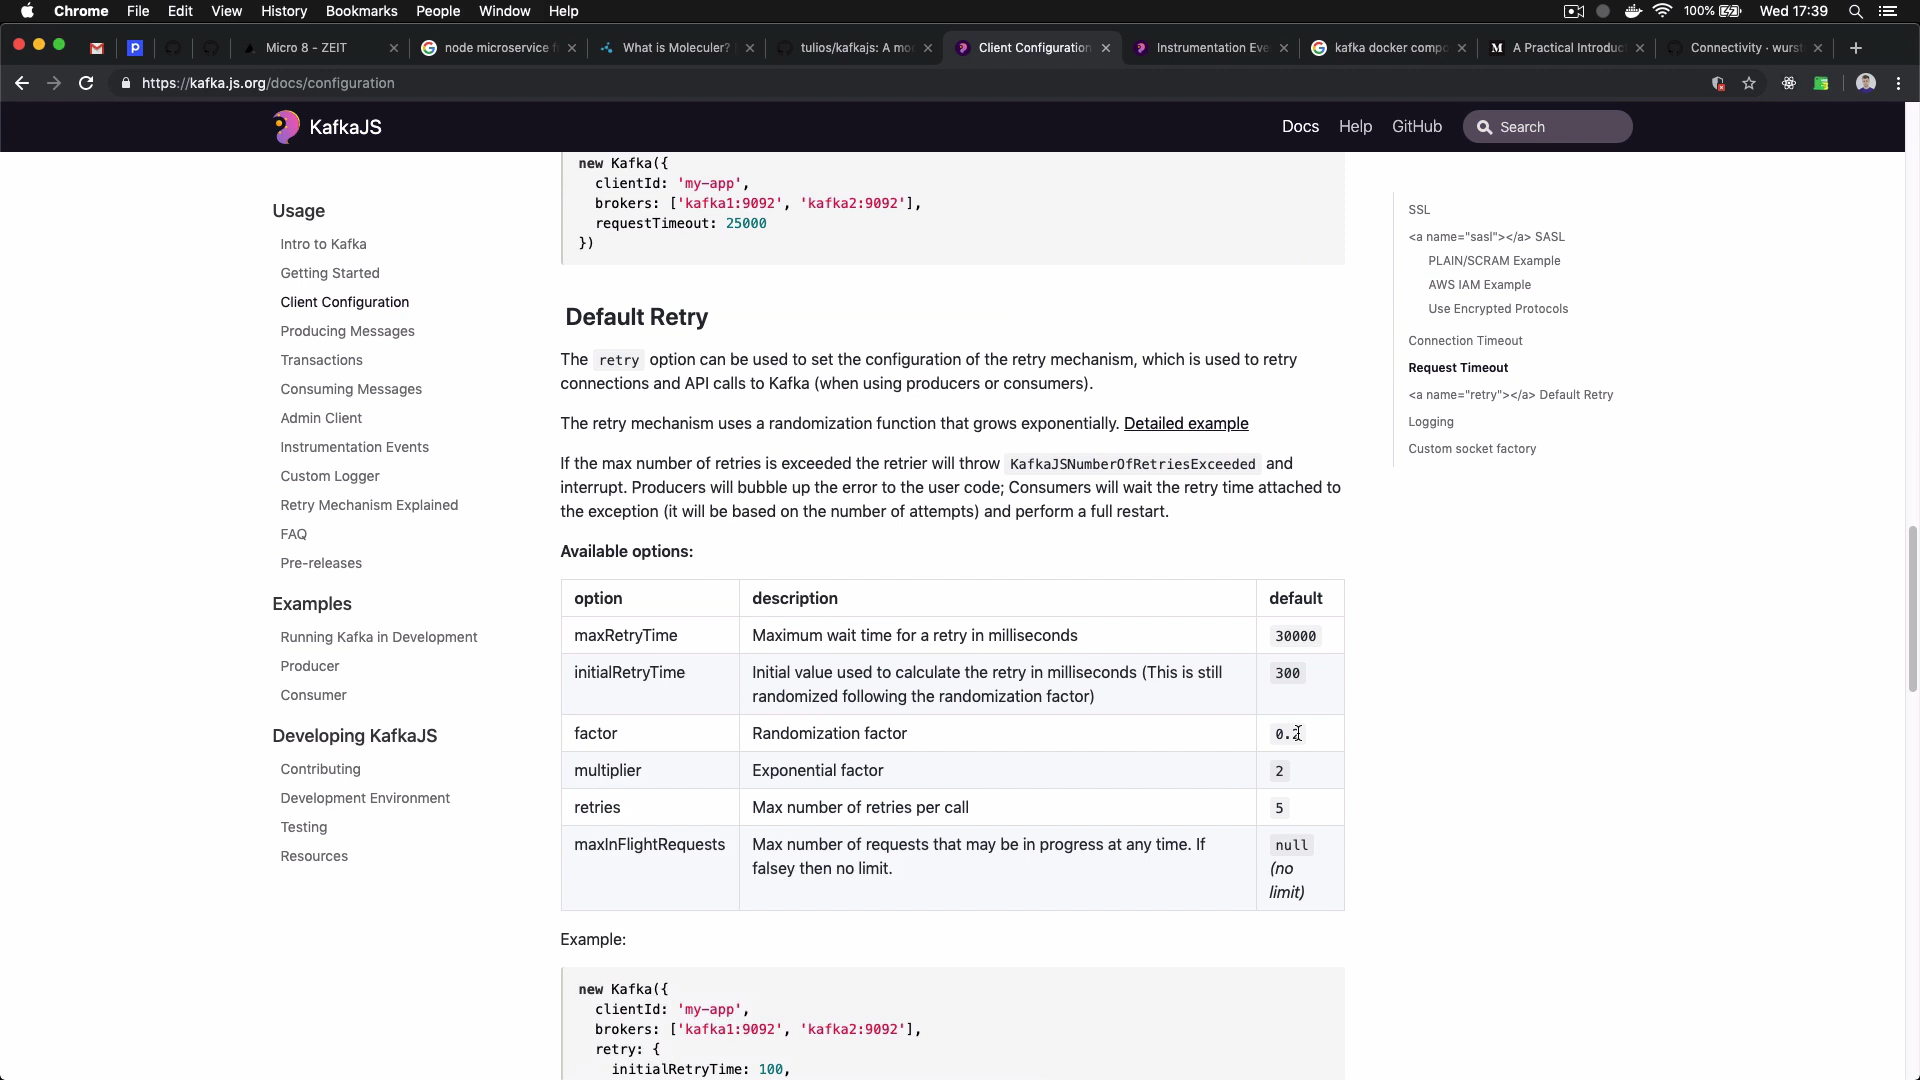 Chrome File Edit View History Bookmarks People Window Help 100% Wed 17:39
Micro 8 - ZEIT node microservice f What is Moleculer? tulios/kafkajs: A mo Client Configuration Instrumentation Eve kafka docker compo A Practical Introduc Connectivity · wurst
https://kafka.js.org/docs/configuration
KafkaJS Docs Help GitHub Search
Usage
Intro to Kafka
Getting Started
Client Configuration
Producing Messages
Transactions
Consuming Messages
Admin Client
Instrumentation Events
Custom Logger
Retry Mechanism Explained
FAQ
Pre-releases
Examples
Running Kafka in Development
Producer
Consumer
Developing KafkaJS
Contributing
Development Environment
Testing
Resources
new Kafka({
clientId: 'my-app',
brokers: ['kafka1:9092', 'kafka2:9092'],
requestTimeout: 25000
})
Default Retry
The retry option can be used to set the configuration of the retry mechanism, which is used to retry
connections and API calls to Kafka (when using producers or consumers).
The retry mechanism uses a randomization function that grows exponentially. Detailed example
If the max number of retries is exceeded the retrier will throw KafkaJSNumberOfRetriesExceeded and
interrupt. Producers will bubble up the error to the user code; Consumers will wait the retry time attached to
the exception (it will be based on the number of attempts) and perform a full restart.
Available options:
option description default
maxRetryTime Maximum wait time for a retry in milliseconds 30000
initialRetryTime Initial value used to calculate the retry in milliseconds (This is still 300
randomized following the randomization factor)
factor Randomization factor 0.2
multiplier Exponential factor 2
retries Max number of retries per call 5
maxInFlightRequests Max number of requests that may be in progress at any time. If null
falsey then no limit. (no
limit)
Example:
new Kafka({
clientId: 'my-app',
brokers: ['kafka1:9092', 'kafka2:9092'],
retry: {
initialRetryTime: 100,
SSL
<a name="sasl"></a> SASL
PLAIN/SCRAM Example
AWS IAM Example
Use Encrypted Protocols
Connection Timeout
Request Timeout
<a name="retry"></a> Default Retry
Logging
Custom socket factory